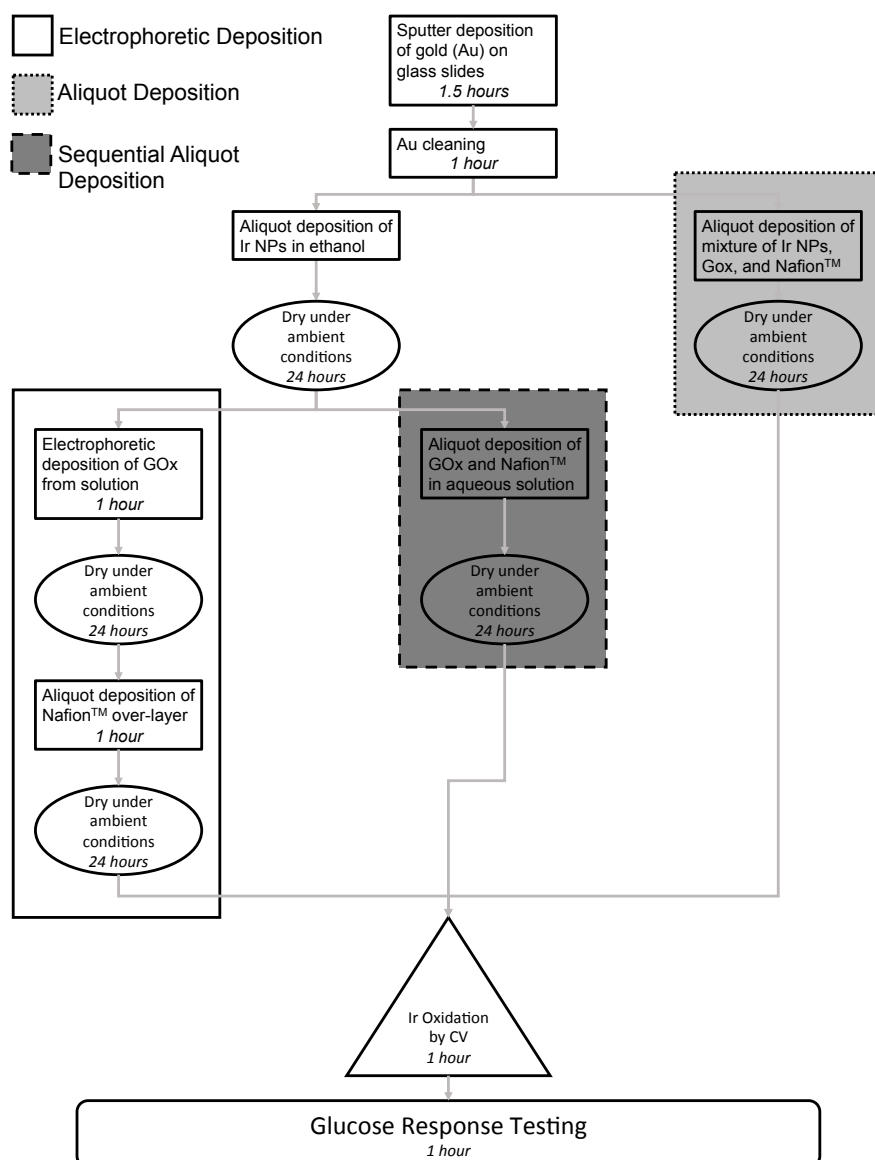 Electrophoretic Deposition
Aliquot Deposition
Sequential Aliquot
Deposition
Sputter deposition
of gold (Au) on
glass slides
1.5 hours
Au cleaning
1 hour
Aliquot deposition of
Ir NPs in ethanol
Aliquot deposition of
mixture of Ir NPs,
Gox, and Nafion™
Dry under
ambient
conditions
24 hours
Dry under
ambient
conditions
24 hours
Electrophoretic
deposition of GOx
from solution
1 hour
Aliquot deposition of
GOx and Nafion™
in aqueous solution
Dry under
ambient
conditions
24 hours
Dry under
ambient
conditions
24 hours
Aliquot deposition of
Nafion™ over-layer
1 hour
Dry under
ambient
conditions
24 hours
Ir Oxidation
by CV
1 hour
Glucose Response Testing
1 hour